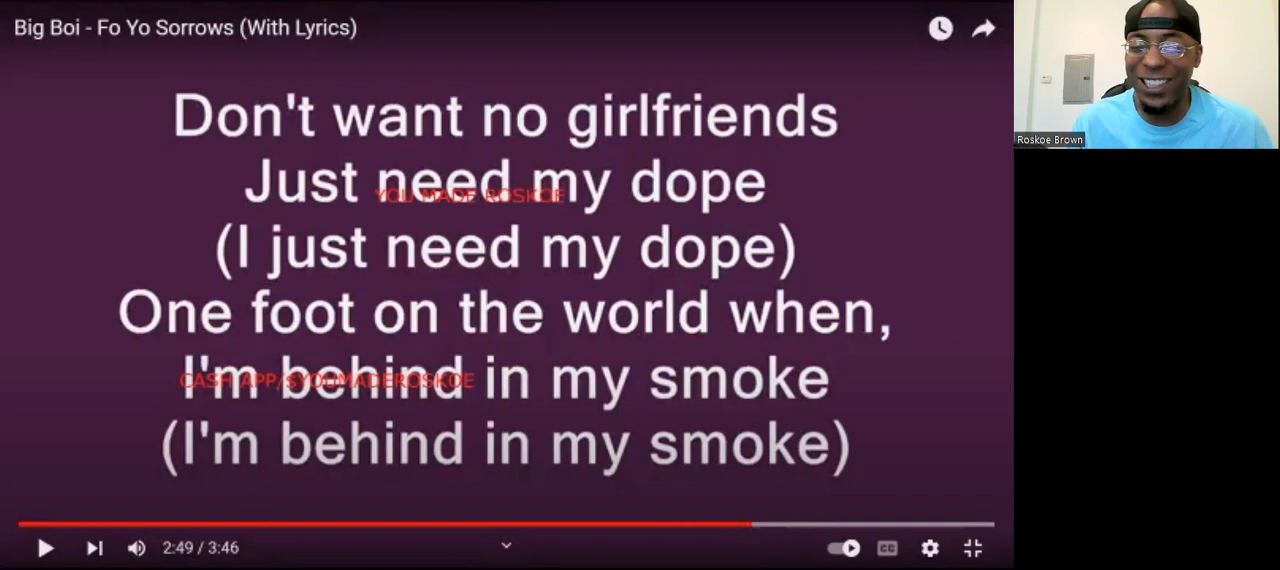 Big Boi - Fo Yo Sorrows (With Lyrics)
Don't want no girlfriends
Just need my dope
YOU MADE ROSKOE
(I just need my dope)
One foot on the world when,
I'm behind in my smoke
CASH APP/$YOUMADEROSKOE
(I'm behind in my smoke)
2:49 / 3:46
CC
Roskoe Brown